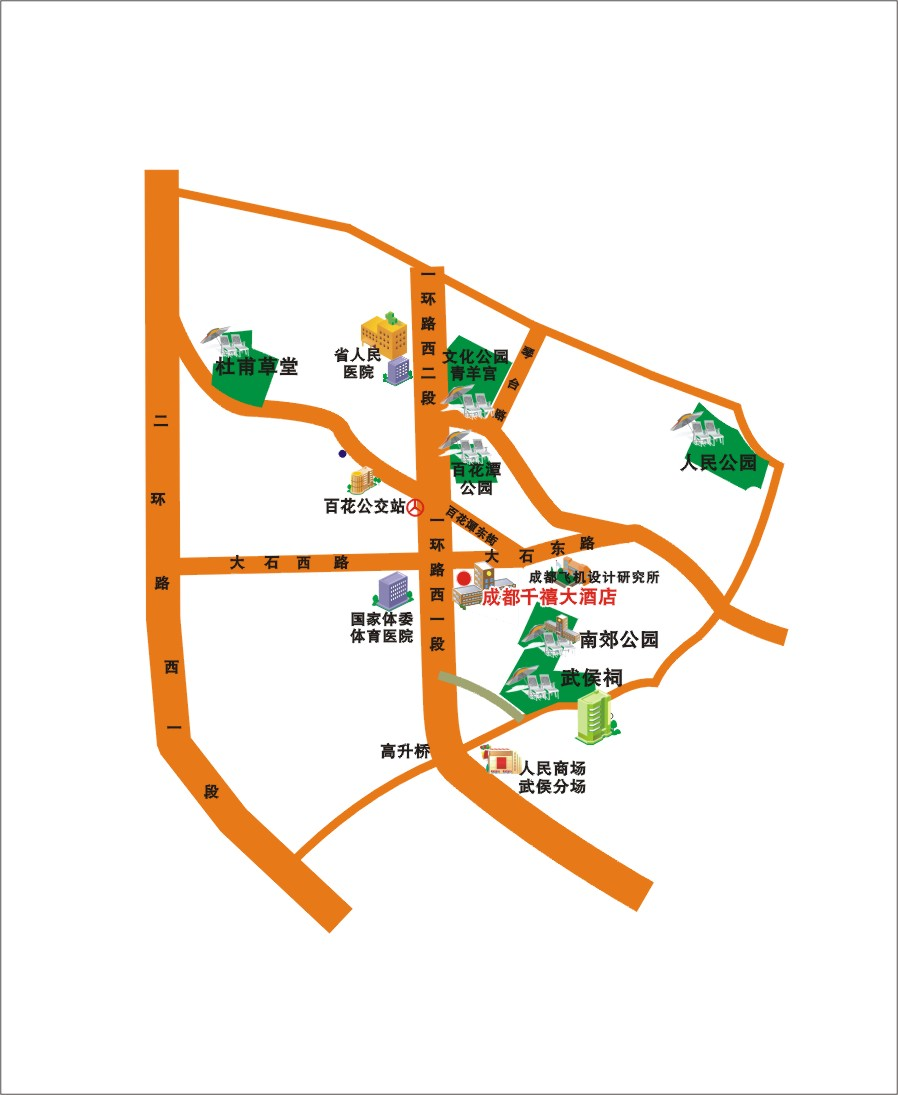 一环路西二段
省人民
医院
文化公园
青羊宫
琴台路
杜甫草堂
百花潭
公园
人民公园
二环路西一段
百花公交站
百花潭东街
一环路西一段
大石西路
大石东路
成都飞机设计研究所
成都千禧大酒店
国家体委
体育医院
南郊公园
武侯祠
高升桥
人民商场
武侯分场